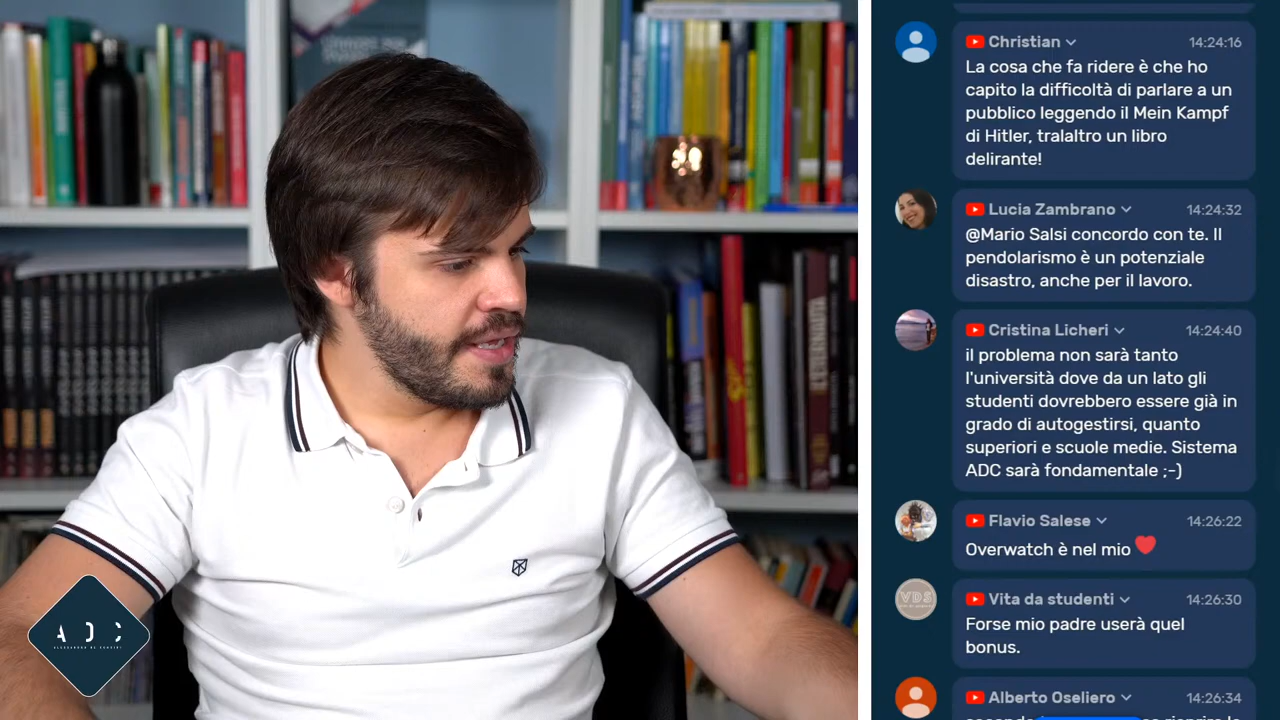 Christian 14:24:16
La cosa che fa ridere è che ho
capito la difficoltà di parlare a un
pubblico leggendo il Mein Kampf
di Hitler, tralaltro un libro
delirante!
Lucia Zambrano 14:24:32
@Mario Salsi concordo con te. Il
pendolarismo è un potenziale
disastro, anche per il lavoro.
Cristina Licheri 14:24:40
il problema non sarà tanto
l'università dove da un lato gli
studenti dovrebbero essere già in
grado di autogestirsi, quanto
superiori e scuole medie. Sistema
ADC sarà fondamentale ;-)
Flavio Salese 14:26:22
Overwatch è nel mio ❤️
VDS
Vita da studenti 14:26:30
Forse mio padre userà quel
bonus.
Alberto Oseliero 14:26:34
ADC